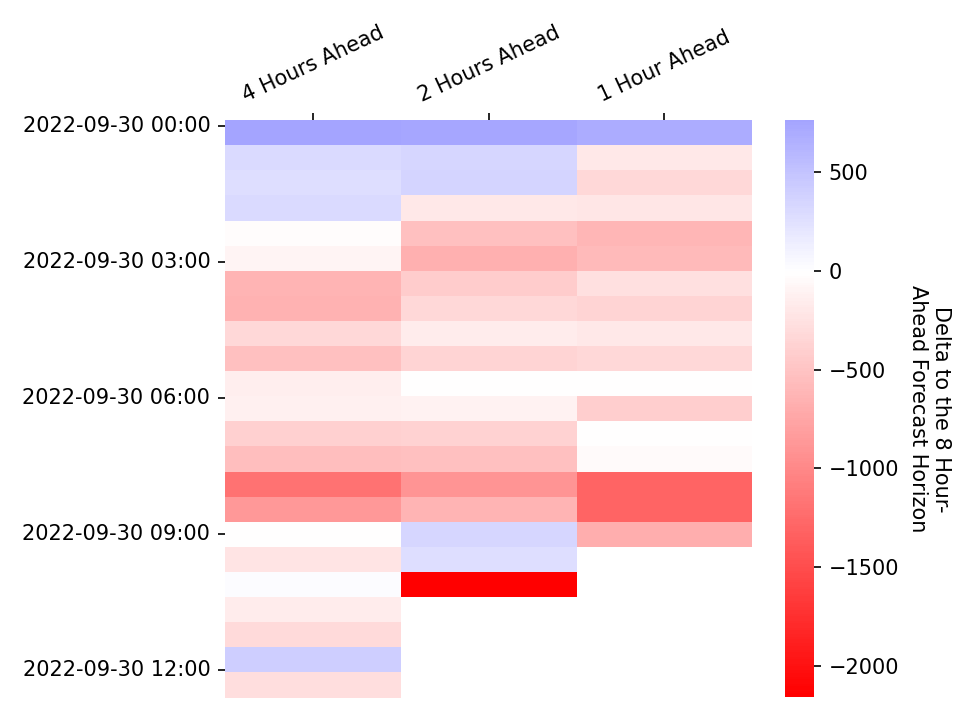 4 Hours Ahead
2 Hours Ahead
1 Hour Ahead
2022-09-30 00:00
2022-09-30 03:00
2022-09-30 06:00
2022-09-30 09:00
2022-09-30 12:00
500
0
−500
−1000
−1500
−2000
Delta to the 8 Hour-
Ahead Forecast Horizon